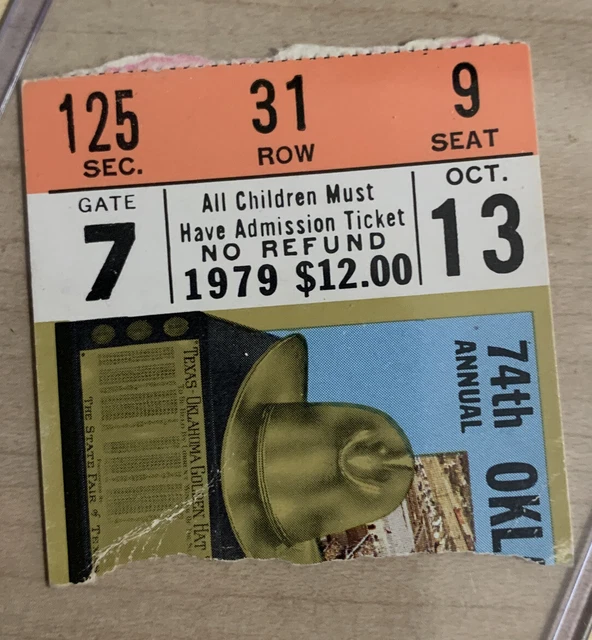 125
SEC.
31
ROW
9
SEAT
GATE
7
All Children Must
Have Admission Ticket
NO REFUND
1979 $12.00
OCT.
13
74th
ANNUAL
OKL
TEXAS-OKLAHOMA GOLDEN HAT
THE STATE FAIR